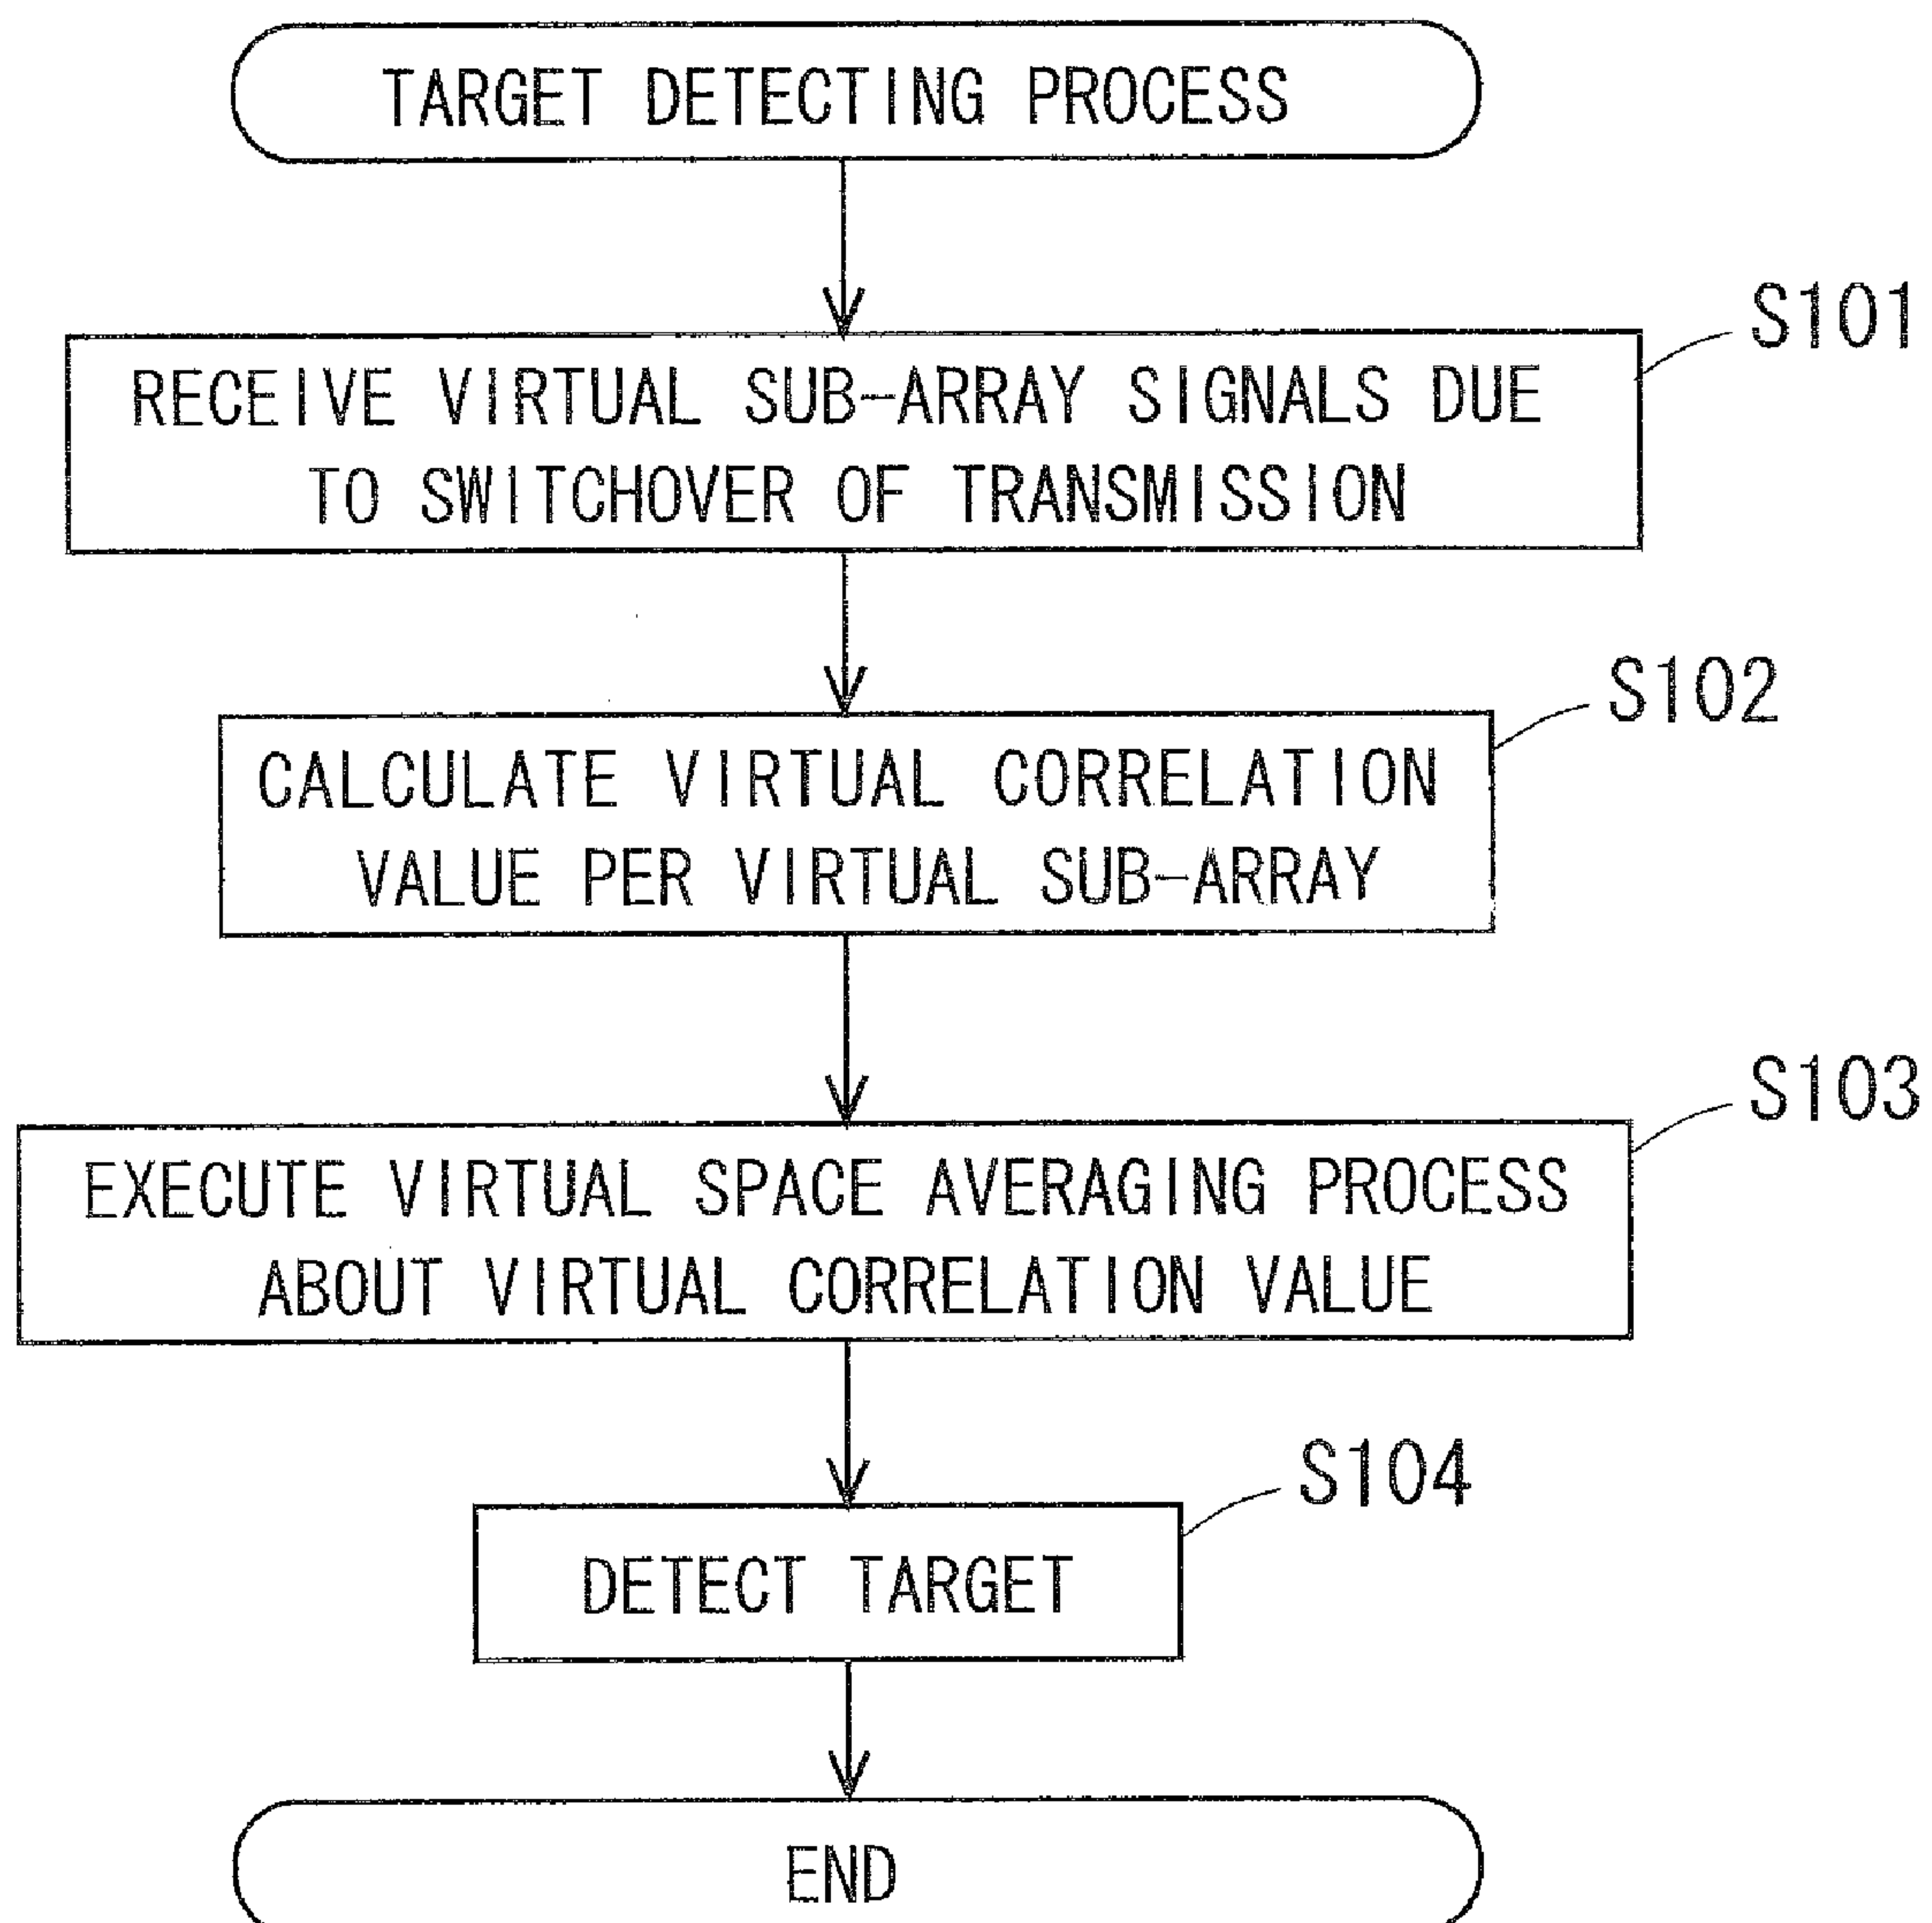 TARGET DETECTING PROCESS
S101
RECEIVE VIRTUAL SUB-ARRAY SIGNALS DUE
TO SWITCHOVER OF TRANSMISSION
S102
CALCULATE VIRTUAL CORRELATION
VALUE PER VIRTUAL SUB-ARRAY
S103
EXECUTE VIRTUAL SPACE AVERAGING PROCESS
ABOUT VIRTUAL CORRELATION VALUE
S104
DETECT TARGET
END